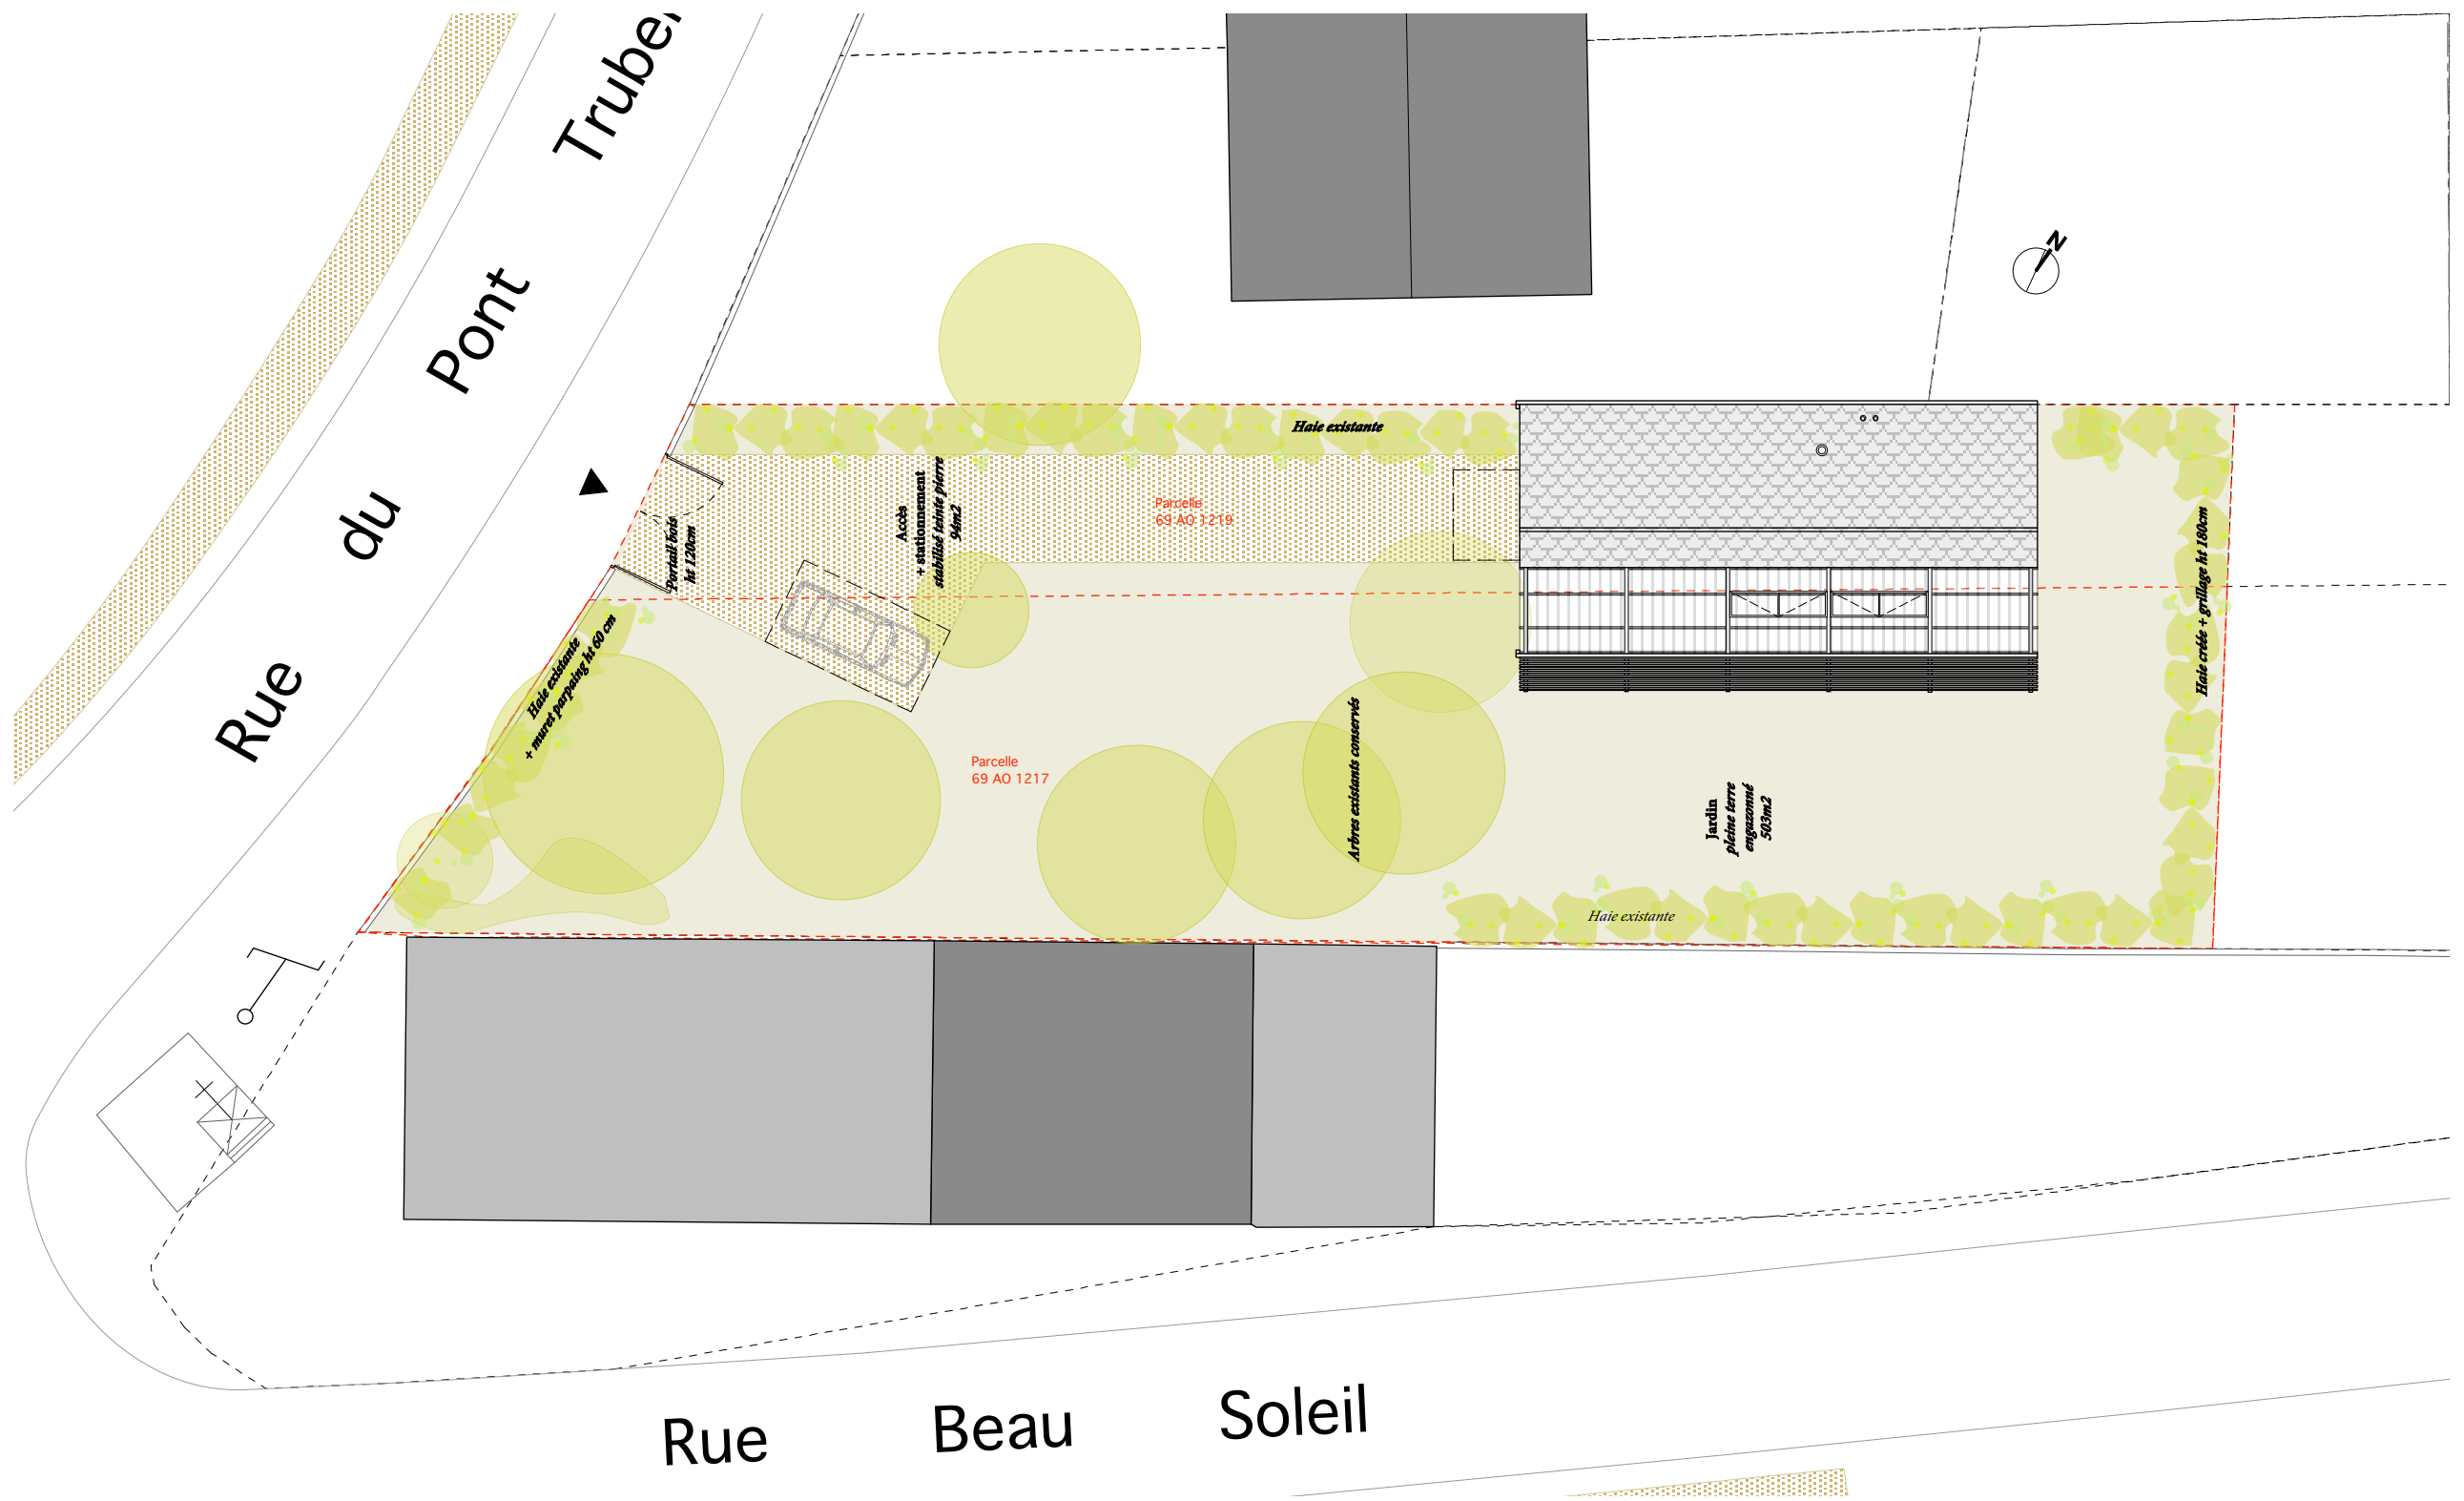 Rue du Pont Trube
N
Haie existante
Accès
+ stationnement
stabilisé teinte pierre
94m2
Parcelle
69 AO 1219
Portail bois
ht 120cm
Haie existante
+ muret parpaing ht 60 cm
Haie créée + grillage ht 180cm
Arbres existants conservés
Parcelle
69 AO 1217
Jardin
pleine terre
engazonné
503m2
Haie existante
Rue Beau Soleil